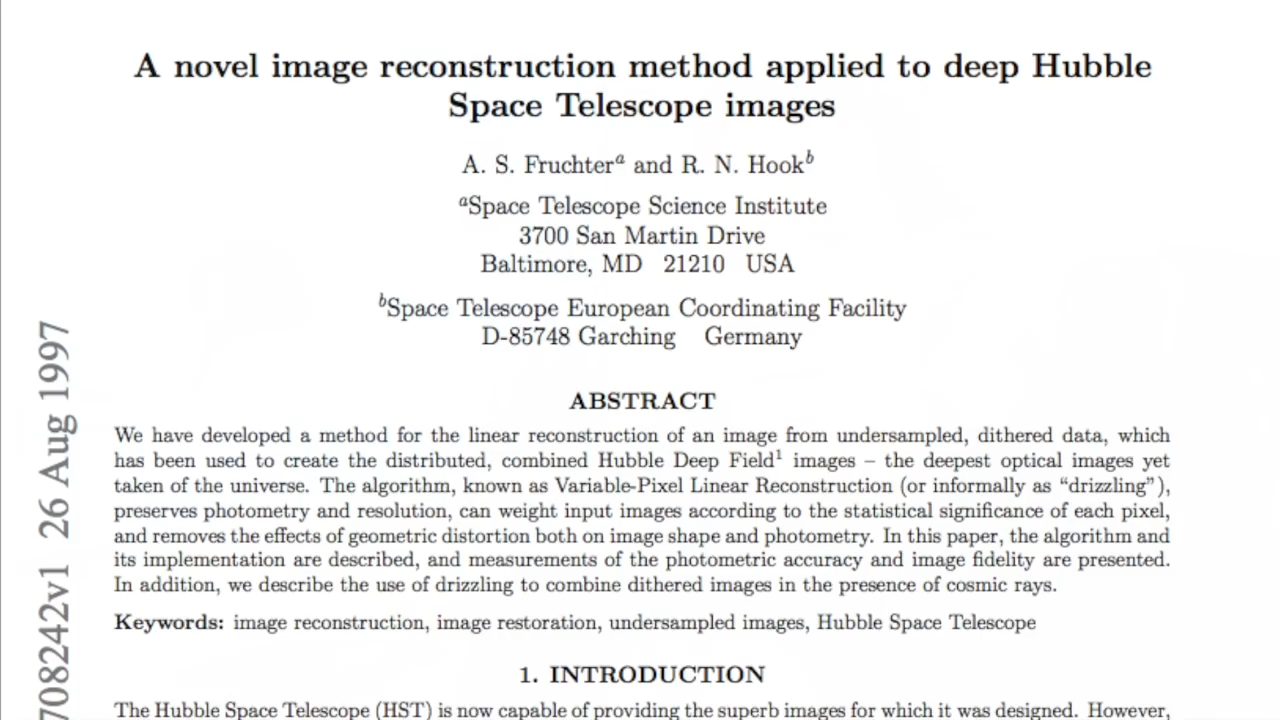 A novel image reconstruction method applied to deep Hubble
Space Telescope images
A. S. Fruchterᵃ and R. N. Hookᵇ
ᵃSpace Telescope Science Institute
3700 San Martin Drive
Baltimore, MD 21210 USA
ᵇSpace Telescope European Coordinating Facility
D-85748 Garching Germany
ABSTRACT
We have developed a method for the linear reconstruction of an image from undersampled, dithered data, which
has been used to create the distributed, combined Hubble Deep Field¹ images – the deepest optical images yet
taken of the universe. The algorithm, known as Variable-Pixel Linear Reconstruction (or informally as “drizzling”),
preserves photometry and resolution, can weight input images according to the statistical significance of each pixel,
and removes the effects of geometric distortion both on image shape and photometry. In this paper, the algorithm and
its implementation are described, and measurements of the photometric accuracy and image fidelity are presented.
In addition, we describe the use of drizzling to combine dithered images in the presence of cosmic rays.
Keywords: image reconstruction, image restoration, undersampled images, Hubble Space Telescope
1. INTRODUCTION
The Hubble Space Telescope (HST) is now capable of providing the superb images for which it was designed. However,
708242v1 26 Aug 1997